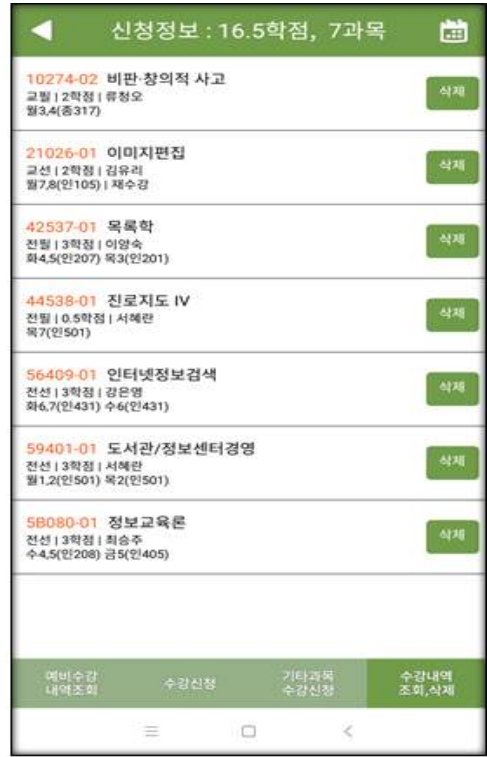 신청정보 : 16.5학점, 7과목
10274-02 비판·창의적 사고
삭제
교필 | 2학점 | 류청오
월3,4(종317)
21026-01 이미지편집
삭제
교선 | 2학점 | 김유리
월7,8(인105) | 재수강
42537-01 목록학
삭제
전필 | 3학점 | 이양숙
화4,5(인207) 목3(인201)
44538-01 진로지도 IV
삭제
전필 | 0.5학점 | 서혜란
목7(인501)
56409-01 인터넷정보검색
삭제
전선 | 3학점 | 강은영
화6,7(인431) 수6(인431)
59401-01 도서관/정보센터경영
삭제
전선 | 3학점 | 서혜란
월1,2(인501) 목2(인501)
5B080-01 정보교육론
삭제
전선 | 3학점 | 최승주
수4,5(인208) 금5(인405)
예비수강 내역조회
수강신청
기타과목 수강신청
수강내역 조회,삭제